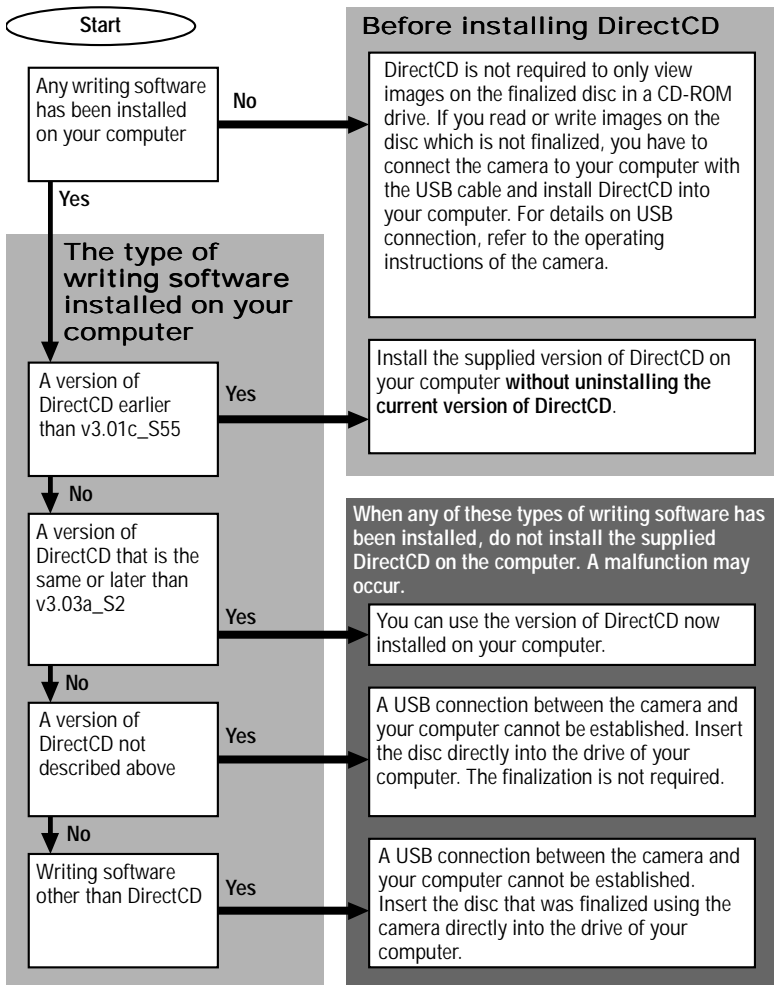 Start
Before installing DirectCD
Any writing software
has been installed
on your computer
No
DirectCD is not required to only view
images on the finalized disc in a CD-ROM
drive. If you read or write images on the
disc which is not finalized, you have to
connect the camera to your computer with
the USB cable and install DirectCD into
your computer. For details on USB
connection, refer to the operating
instructions of the camera.
Yes
The type of
writing software
installed on your
computer
A version of
DirectCD earlier
than v3.01c_S55
Yes
Install the supplied version of DirectCD on
your computer without uninstalling the
current version of DirectCD.
No
When any of these types of writing software has
been installed, do not install the supplied
DirectCD on the computer. A malfunction may
occur.
A version of
DirectCD that is the
same or later than
v3.03a_S2
Yes
You can use the version of DirectCD now
installed on your computer.
No
A version of
DirectCD not
described above
Yes
A USB connection between the camera and
your computer cannot be established. Insert
the disc directly into the drive of your
computer. The finalization is not required.
No
Writing software
other than DirectCD
Yes
A USB connection between the camera and
your computer cannot be established.
Insert the disc that was finalized using the
camera directly into the drive of your
computer.